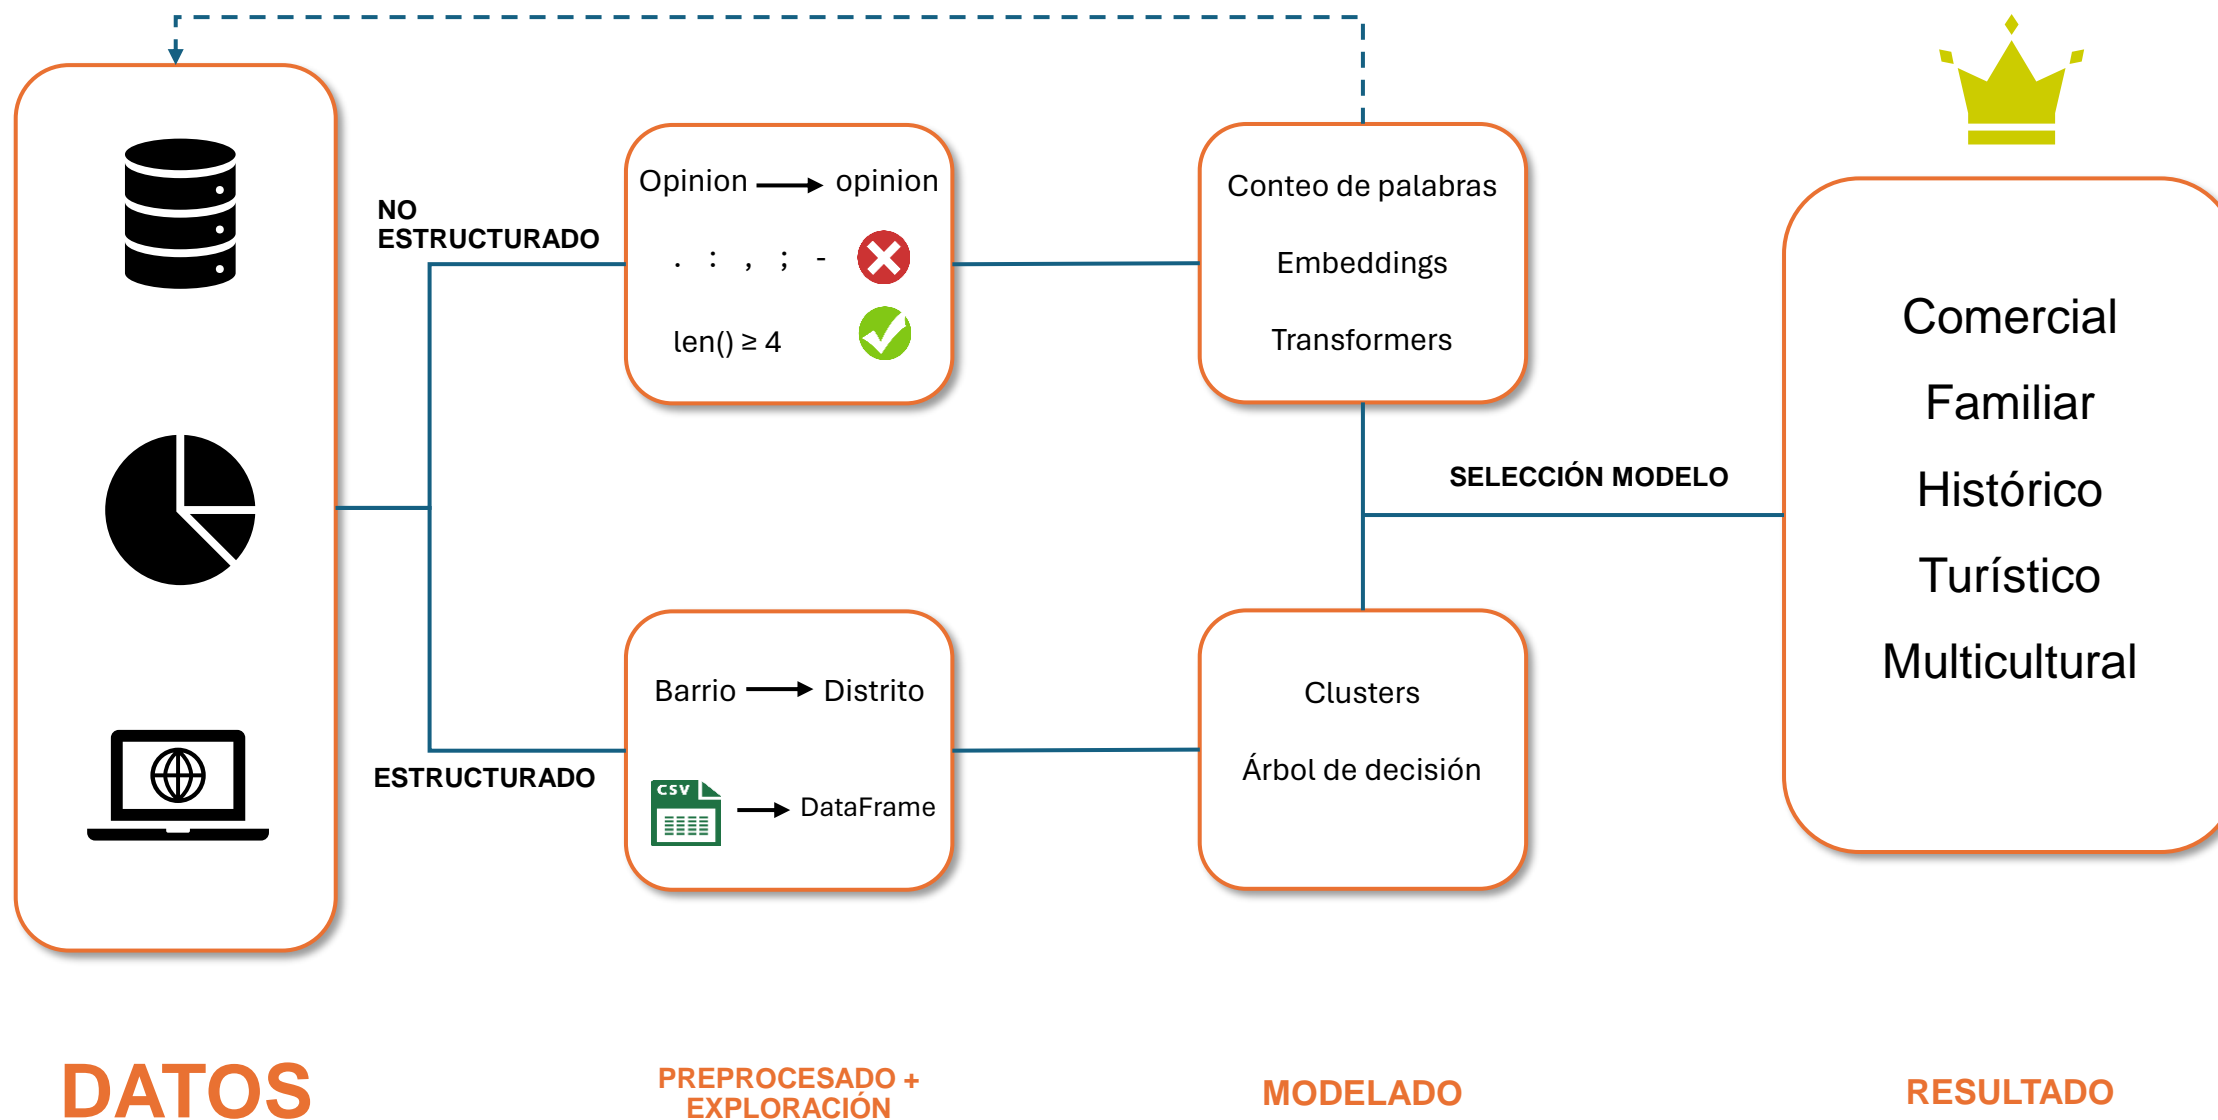 NO
ESTRUCTURADO
Opinion opinion
. : , ; -
len() ≥ 4
Conteo de palabras
Embeddings
Transformers
SELECCIÓN MODELO
ESTRUCTURADO
Barrio Distrito
CSV DataFrame
Clusters
Árbol de decisión
Comercial
Familiar
Histórico
Turístico
Multicultural
DATOS
PREPROCESADO +
EXPLORACIÓN
MODELADO
RESULTADO